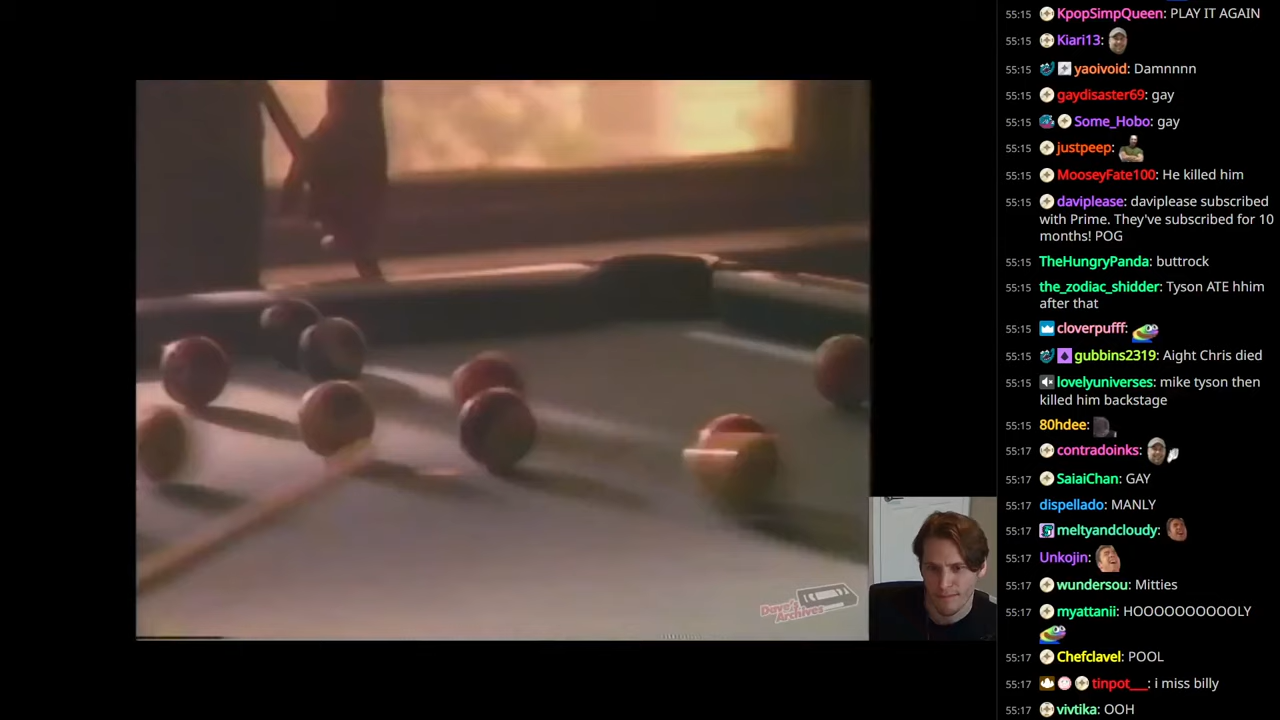 55:15 KpopSimpQueen: PLAY IT AGAIN
55:15 Kiari13:
55:15 yaoivoid: Damnnnn
55:15 gaydisaster69: gay
55:15 Some_Hobo: gay
55:15 justpeep:
55:15 MooseyFate100: He killed him
55:15 daviplease: daviplease subscribed
with Prime. They've subscribed for 10
months! POG
55:15 TheHungryPanda: buttrock
55:15 the_zodiac_shidder: Tyson ATE hhim
after that
55:15 cloverpufff:
55:15 gubbins2319: Aight Chris died
55:15 lovelyuniverses: mike tyson then
killed him backstage
55:15 80hdee:
55:17 contradoinks:
55:17 SaiaiChan: GAY
55:17 dispellado: MANLY
55:17 meltyandcloudy:
55:17 Unkojin:
55:17 wundersou: Mitties
55:17 myattanii: HOOOOOOOOOOLY
55:17 Chefclavel: POOL
55:17 tinpot___: i miss billy
55:17 vivtika: OOH
Dave's
Archives